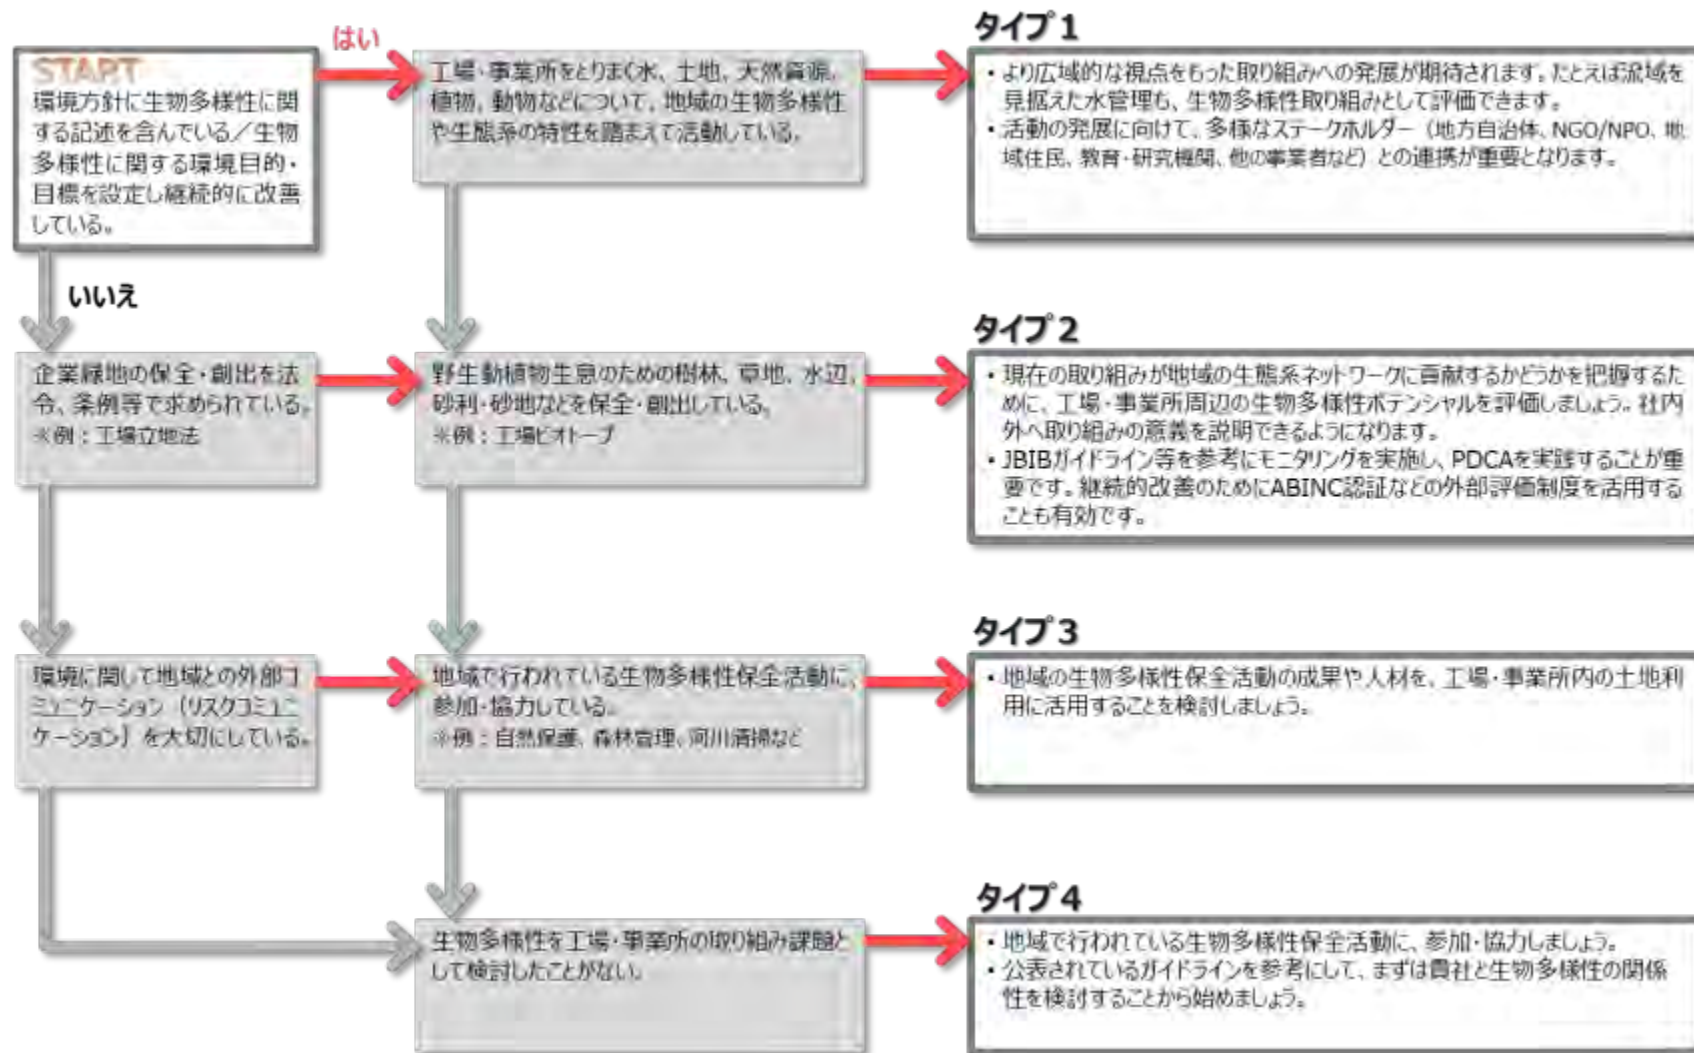 はい
START
環境方針に生物多様性に関
する記述を含んでいる／生物
多様性に関する環境目的・
目標を設定し継続的に改善
している。
工場・事業所をとりまく水、土地、天然資源、
植物、動物などについて、地域の生物多様性
や生態系の特性を踏まえて活動している。
タイプ1
・より広域的な視点をもった取り組みへの発展が期待されます。たとえば流域を
見据えた水管理も、生物多様性取り組みとして評価できます。
・活動の発展に向けて、多様なステークホルダー（地方自治体、NGO/NPO、地
域住民、教育・研究機関、他の事業者など）との連携が重要となります。
いいえ
企業緑地の保全・創出を法
令、条例等で求められている。
※例：工場立地法
野生動植物生息のための樹林、草地、水辺、
砂利・砂地などを保全・創出している。
※例：工場ビオトープ
タイプ2
・現在の取り組みが地域の生態系ネットワークに貢献するかどうかを把握するた
めに、工場・事業所周辺の生物多様性ポテンシャルを評価しましょう。社内
外へ取り組みの意義を説明できるようになります。
・JBIBガイドライン等を参考にモニタリングを実施し、PDCAを実践することが重
要です。継続的改善のためにABINC認証などの外部評価制度を活用する
ことも有効です。
環境に関して地域との外部コ
ミュニケーション（リスクコミュニ
ケーション）を大切にしている。
地域で行われている生物多様性保全活動に、
参加・協力している。
※例：自然保護、森林管理、河川清掃など
タイプ3
・地域の生物多様性保全活動の成果や人材を、工場・事業所内の土地利
用に活用することを検討しましょう。
生物多様性を工場・事業所の取り組み課題と
して検討したことがない。
タイプ4
・地域で行われている生物多様性保全活動に、参加・協力しましょう。
・公表されているガイドラインを参考にして、まずは貴社と生物多様性の関係
性を検討することから始めましょう。